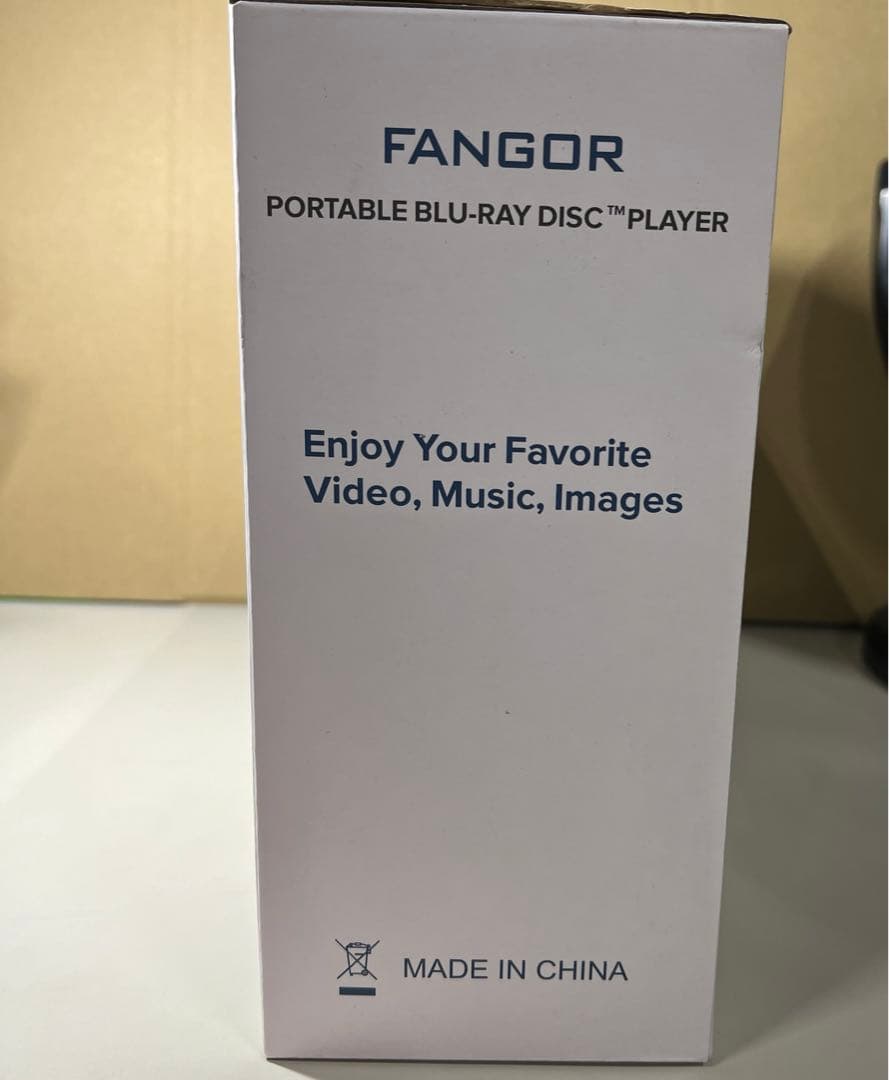 FANGOR
PORTABLE BLU-RAY DISC™PLAYER
Enjoy Your Favorite
Video, Music, Images
MADE IN CHINA